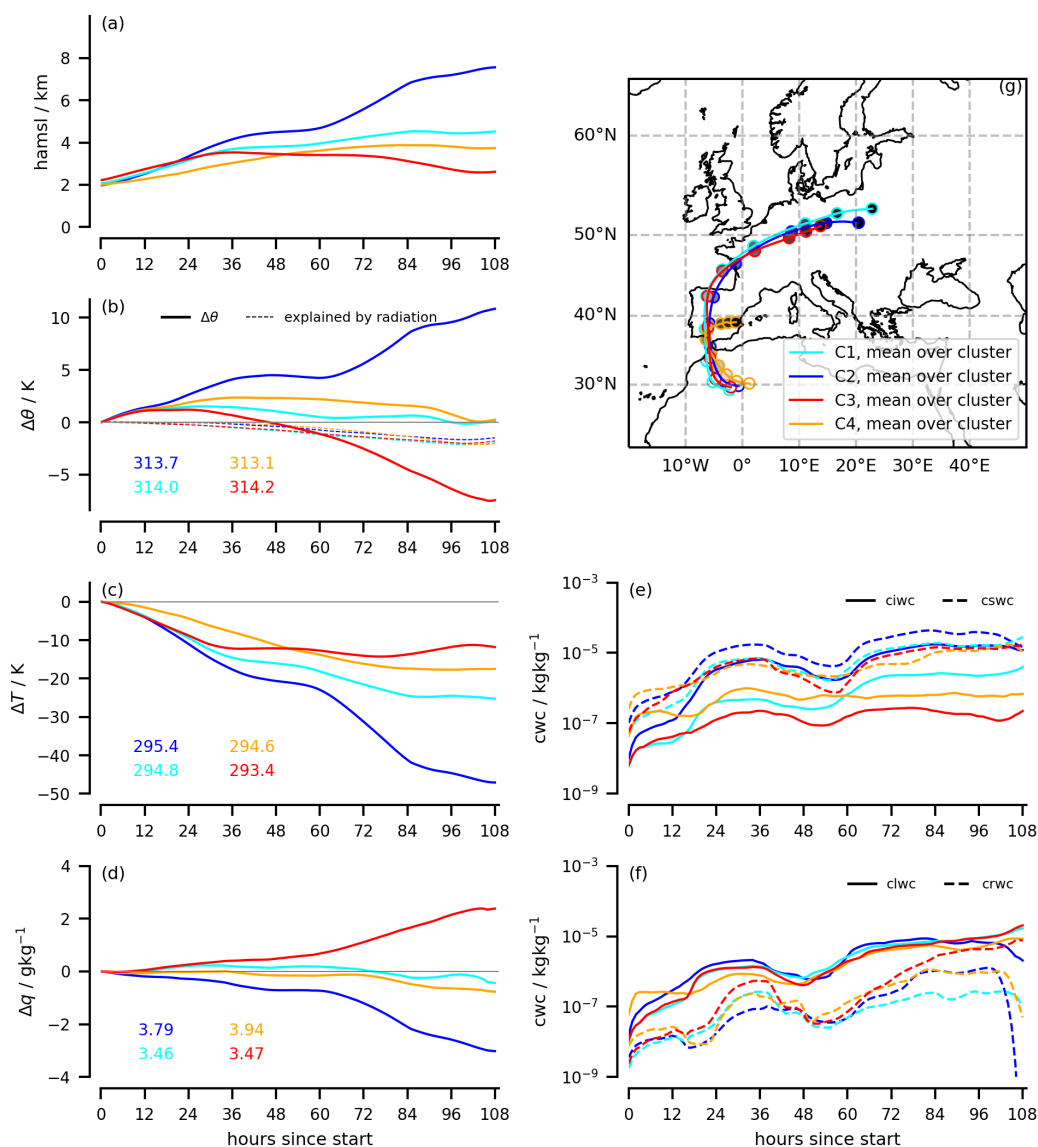 (a)
hamsl / km
8
6
4
2
0
0 12 24 36 48 60 72 84 96 108
(g)
60°N
50°N
40°N
30°N
10°W 0° 10°E 20°E 30°E 40°E
C1, mean over cluster
C2, mean over cluster
C3, mean over cluster
C4, mean over cluster
(b)
Δθ explained by radiation
Δθ / K
10
5
0
−5
313.7 313.1
314.0 314.2
0 12 24 36 48 60 72 84 96 108
(c)
ΔT / K
0
−10
−20
−30
−40
−50
295.4 294.6
294.8 293.4
0 12 24 36 48 60 72 84 96 108
(e)
ciwc cswc
cwc / kgkg⁻¹
10⁻³
10⁻⁵
10⁻⁷
10⁻⁹
0 12 24 36 48 60 72 84 96 108
(d)
Δq / gkg⁻¹
4
2
0
−2
−4
3.79 3.94
3.46 3.47
0 12 24 36 48 60 72 84 96 108
hours since start
(f)
clwc crwc
cwc / kgkg⁻¹
10⁻³
10⁻⁵
10⁻⁷
10⁻⁹
0 12 24 36 48 60 72 84 96 108
hours since start